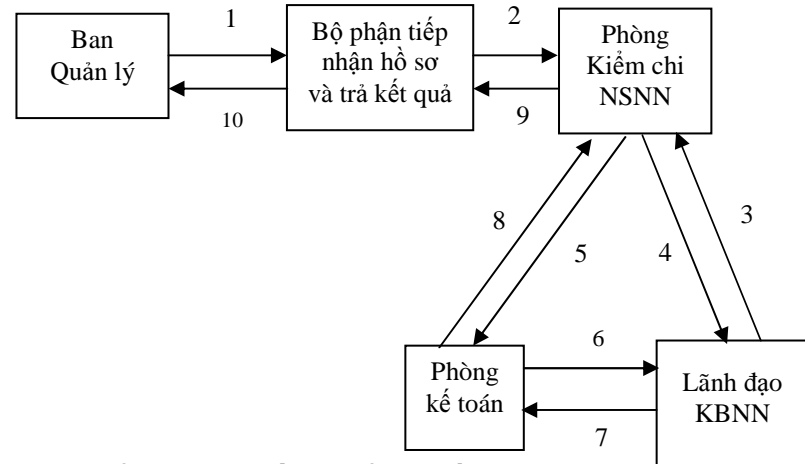 Ban
Quản lý
1
10
Bộ phận tiếp
nhận hồ sơ
và trả kết quả
2
9
Phòng
Kiểm chi
NSNN
8
5
4
3
Phòng
kế toán
6
7
Lãnh đạo
KBNN